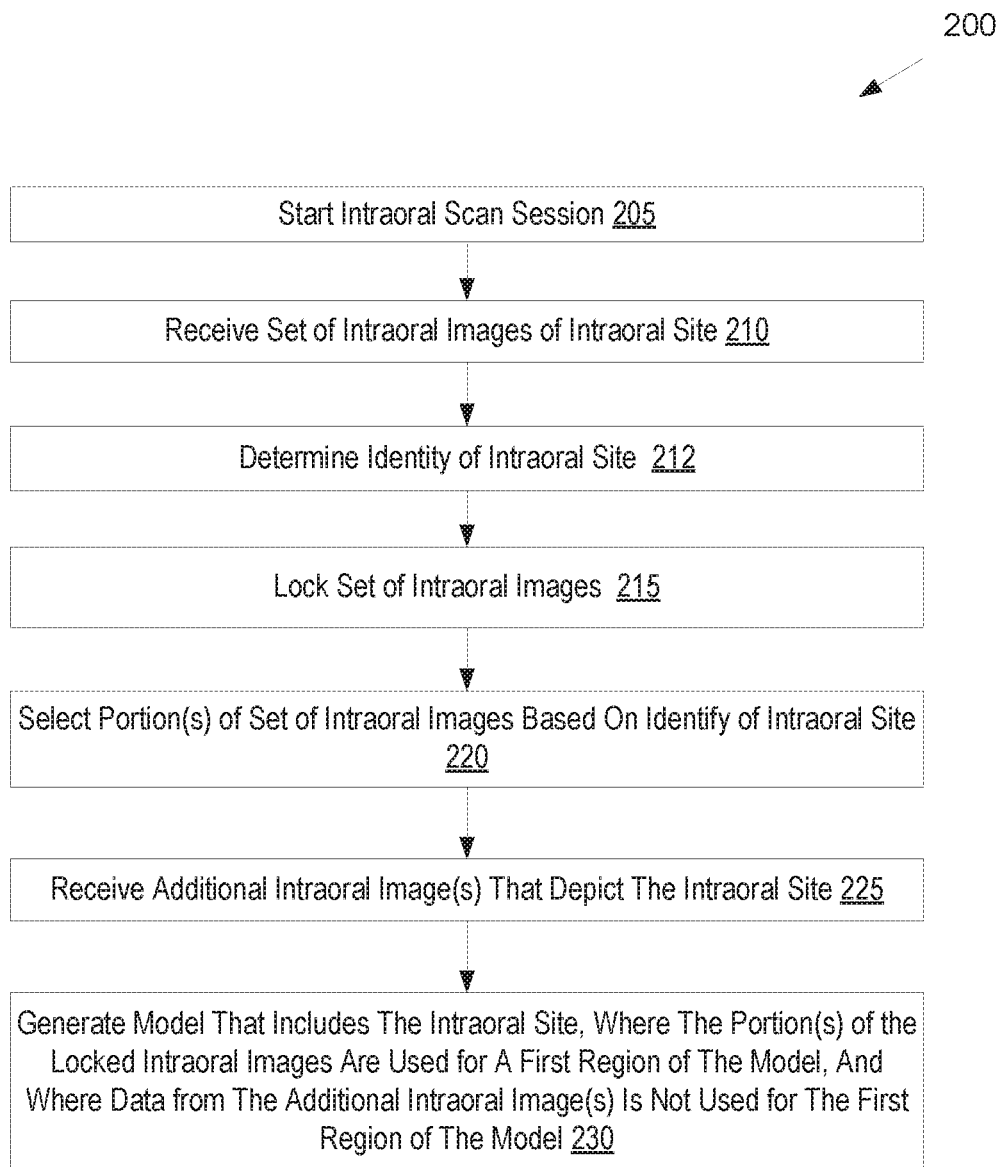 200
Start Intraoral Scan Session 205
Receive Set of Intraoral Images of Intraoral Site 210
Determine Identity of Intraoral Site 212
Lock Set of Intraoral Images 215
Select Portion(s) of Set of Intraoral Images Based On Identify of Intraoral Site
220
Receive Additional Intraoral Image(s) That Depict The Intraoral Site 225
Generate Model That Includes The Intraoral Site, Where The Portion(s) of the
Locked Intraoral Images Are Used for A First Region of The Model, And
Where Data from The Additional Intraoral Image(s) Is Not Used for The First
Region of The Model 230